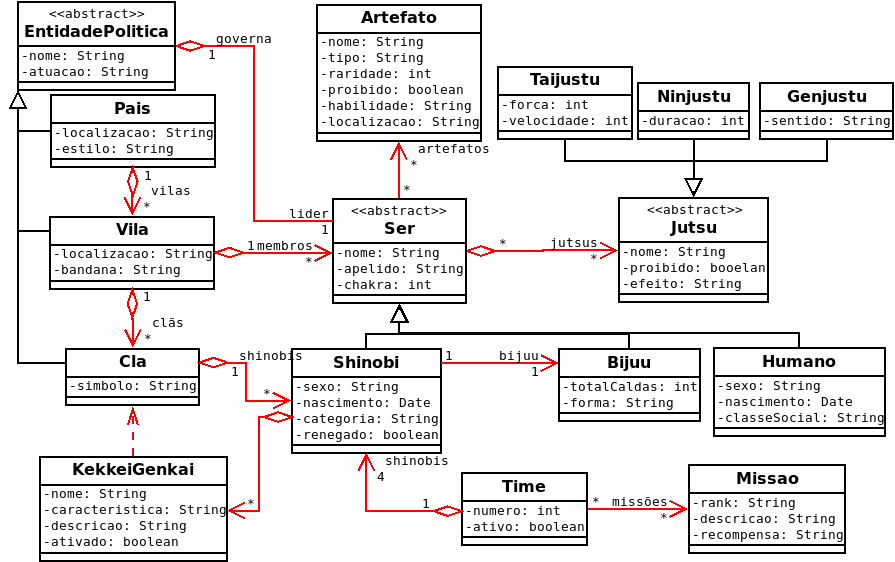 <<abstract>>
EntidadePolitica
-nome: String
-atuacao: String
governa
1
Artefato
-nome: String
-tipo: String
-raridade: int
-proibido: boolean
-habilidade: String
-localizacao: String
Taijustu
-forca: int
-velocidade: int
Ninjustu
-duracao: int
Genjustu
-sentido: String
Pais
-localizacao: String
-estilo: String
1
vilas
*
artefatos
*
*
lider
1
<<abstract>>
Ser
-nome: String
-apelido: String
-chakra: int
<<abstract>>
Jutsu
-nome: String
-proibido: booelan
-efeito: String
Vila
-localizacao: String
-bandana: String
1
membros
*
*
jutsus
*
1
clãs
*
Cla
-simbolo: String
shinobis
1
*
Shinobi
-sexo: String
-nascimento: Date
-categoria: String
-renegado: boolean
1
bijuu
1
Bijuu
-totalCaldas: int
-forma: String
Humano
-sexo: String
-nascimento: Date
-classeSocial: String
KekkeiGenkai
-nome: String
-caracteristica: String
-descricao: String
-ativado: boolean
*
shinobis
4
1
Time
-numero: int
-ativo: boolean
*
missões
*
Missao
-rank: String
-descricao: String
-recompensa: String